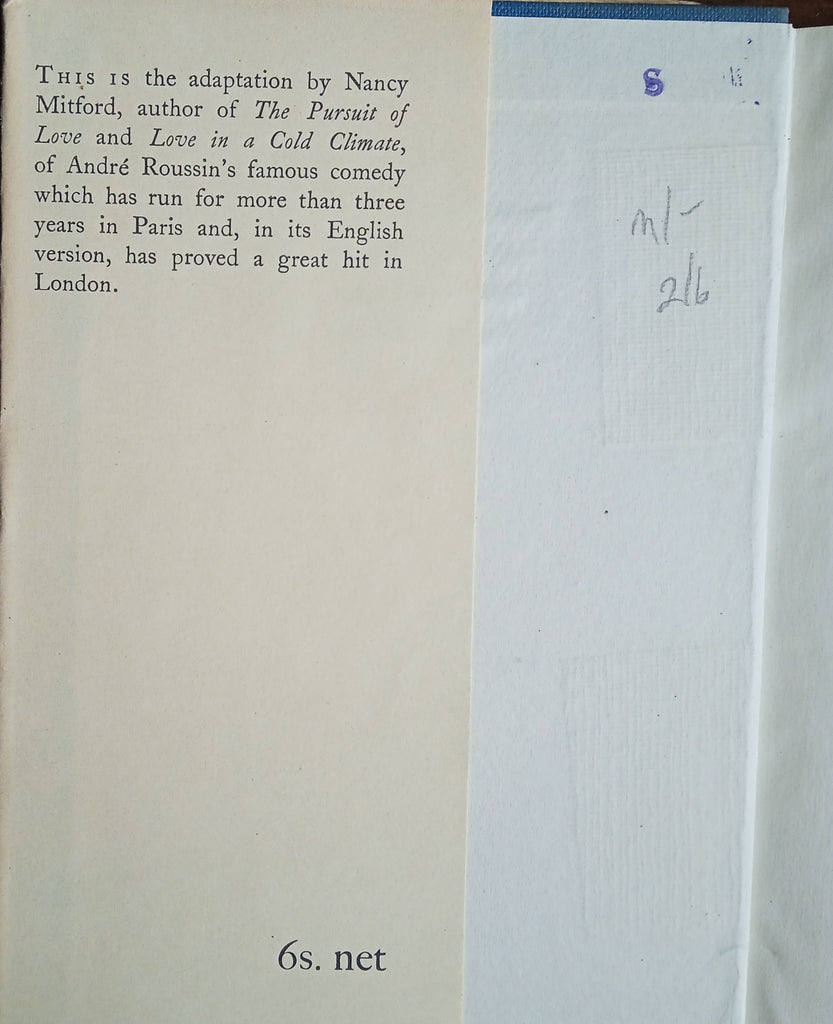 THIS IS the adaptation by Nancy
Mitford, author of The Pursuit of
Love and Love in a Cold Climate,
of André Roussin's famous comedy
which has run for more than three
years in Paris and, in its English
version, has proved a great hit in
London.
6s. net
S
2/6